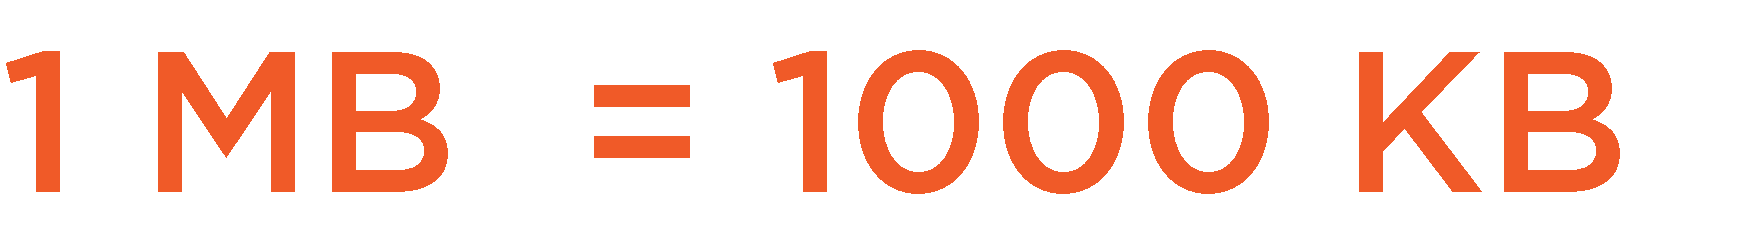 1 MB = 1000 KB